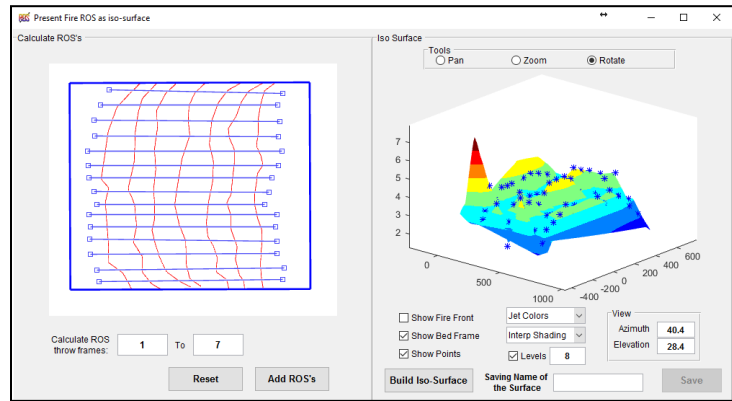 Present Fire ROS as iso-surface
Calculate ROS's
Calculate ROS throw frames:
1
To
7
Reset
Add ROS's
Iso Surface
Tools
Pan
Zoom
Rotate
7
6
5
4
3
2
0
500
1000
-400
-200
0
200
400
600
Show Fire Front
Jet Colors
Show Bed Frame
Interp Shading
Show Points
Levels
8
View
Azimuth
40.4
Elevation
28.4
Build Iso-Surface
Saving Name of
the Surface
Save